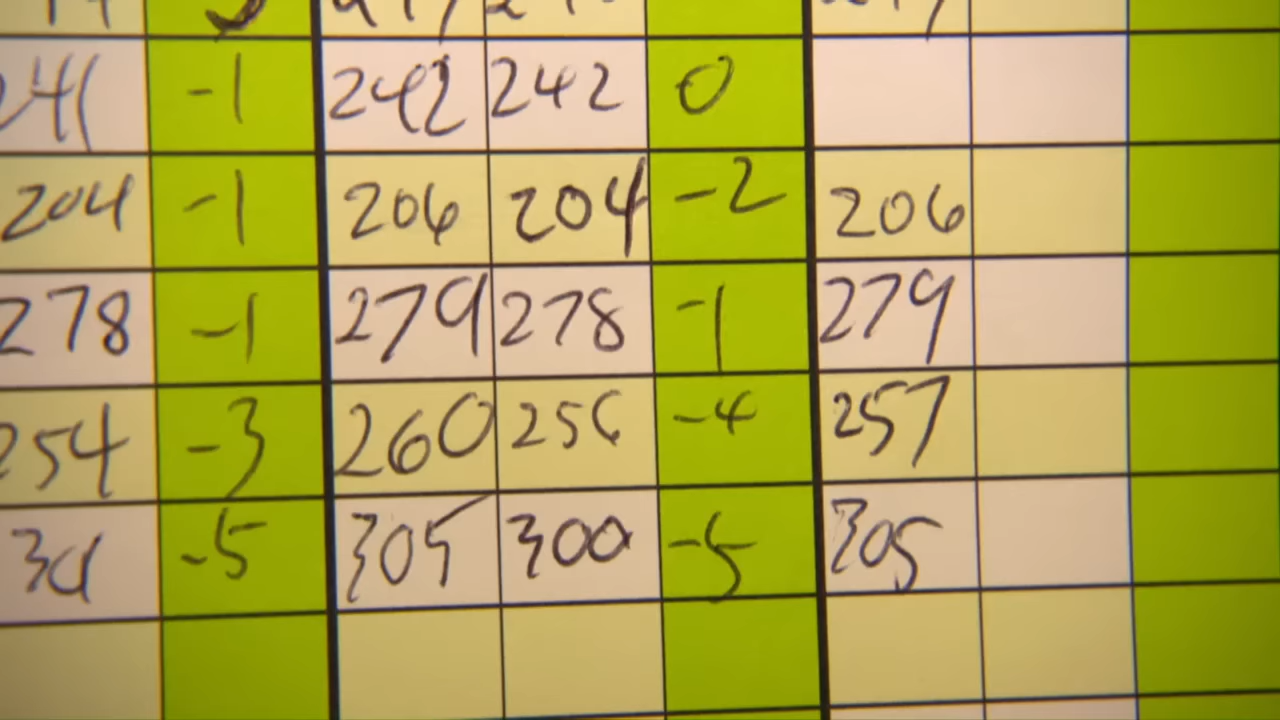 241 -1 242 242 0
204 -1 206 204 -2 206
278 -1 279 278 -1 279
254 -3 260 256 -4 257
-5 305 300 -5 305